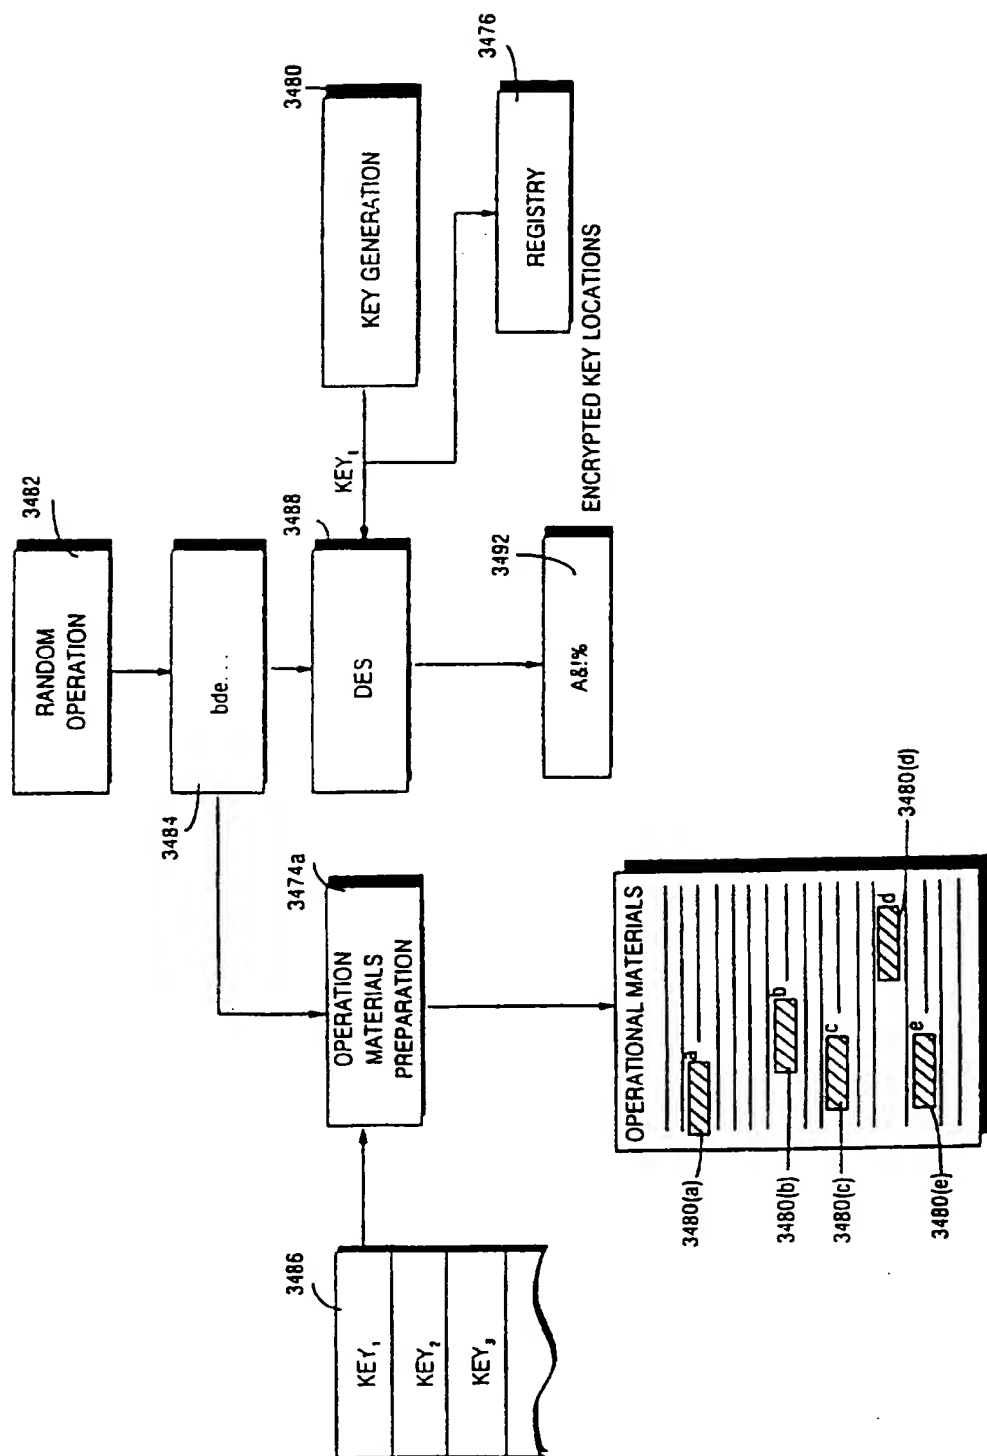 3482
RANDOM
OPERATION
bde...
3484
3488
DES
KEY₁
KEY GENERATION
3480
REGISTRY
3476
3492
A&!%
ENCRYPTED KEY LOCATIONS
3474a
OPERATION
MATERIALS
PREPARATION
3486
KEY₁
KEY₂
KEY₃
OPERATIONAL MATERIALS
a
b
c
d
e
3480(a)
3480(b)
3480(c)
3480(d)
3480(e)